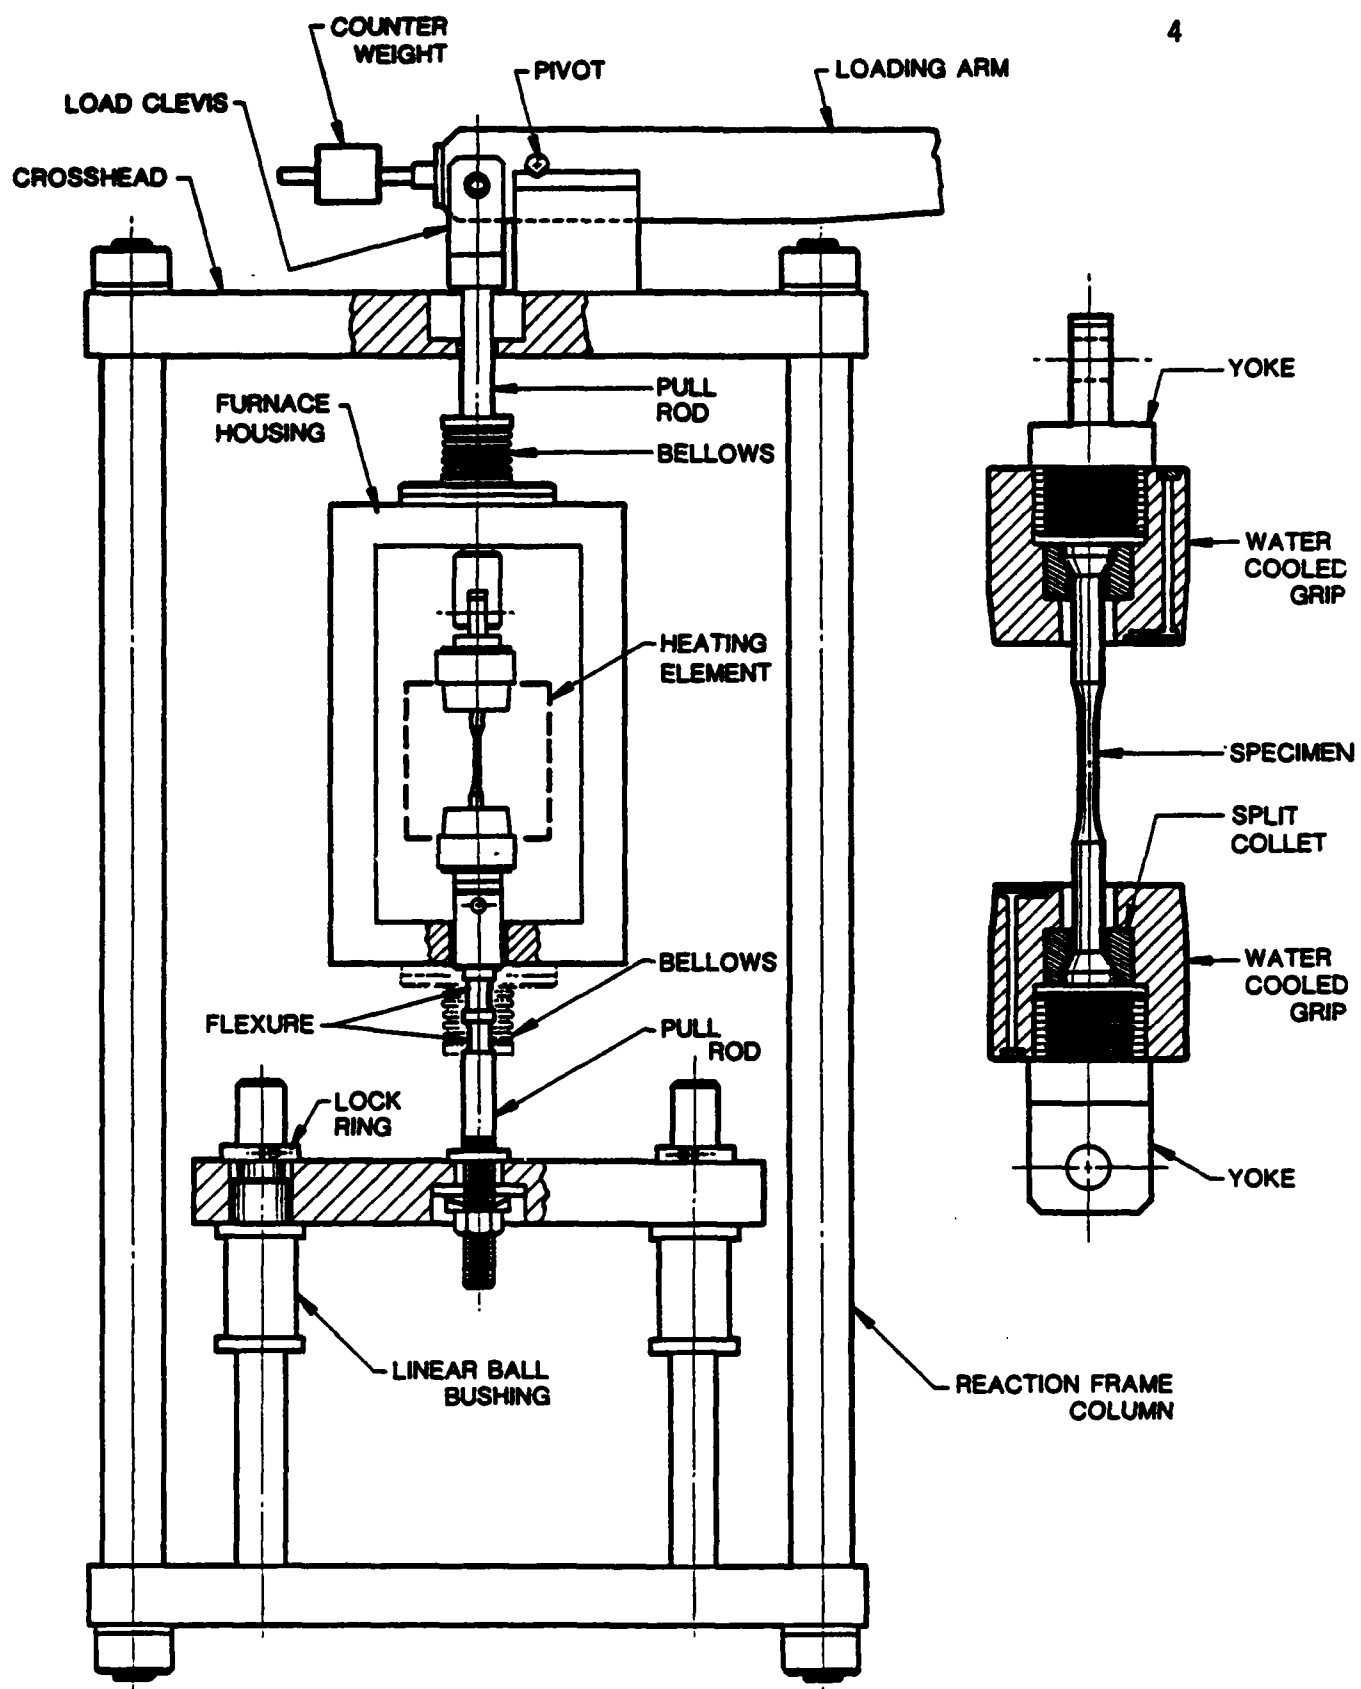 4
COUNTER
WEIGHT
PIVOT
LOADING ARM
LOAD CLEVIS
CROSSHEAD
PULL
ROD
FURNACE
HOUSING
BELLOWS
HEATING
ELEMENT
BELLOWS
FLEXURE
PULL
ROD
LOCK
RING
LINEAR BALL
BUSHING
REACTION FRAME
COLUMN
YOKE
WATER
COOLED
GRIP
SPECIMEN
SPLIT
COLLET
WATER
COOLED
GRIP
YOKE